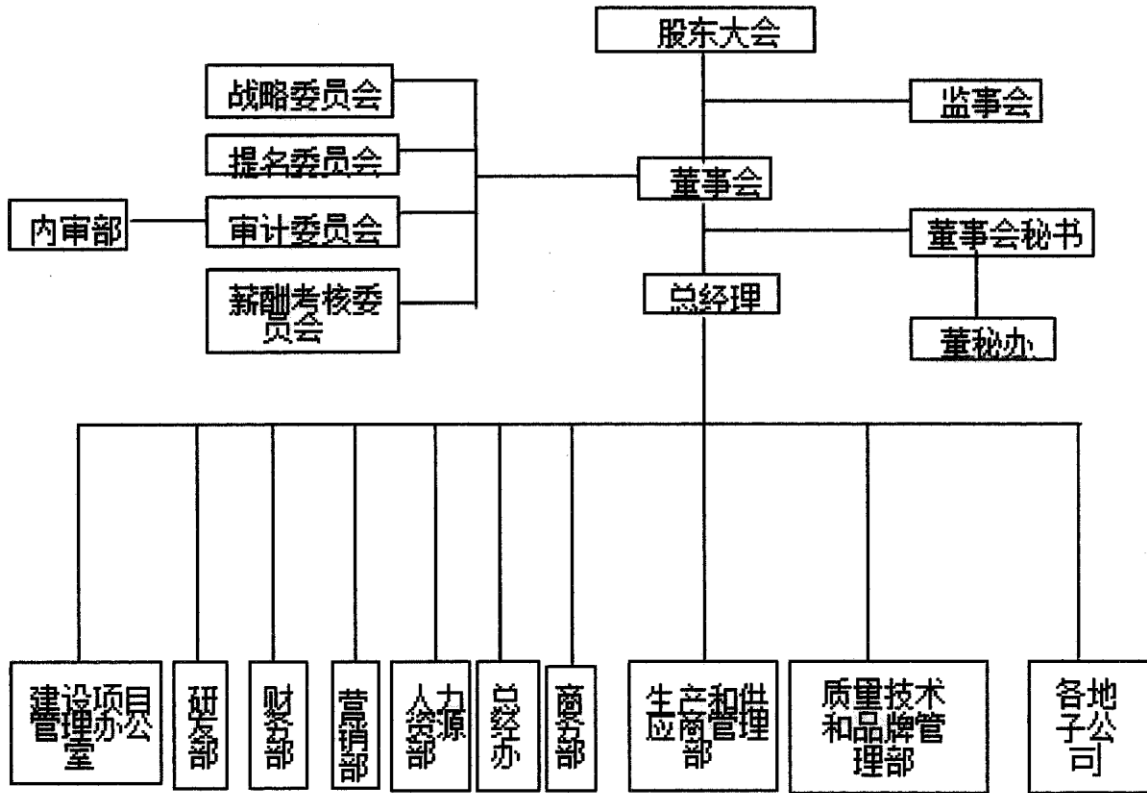 股东大会
战略委员会
监事会
提名委员会
董事会
内审部
审计委员会
董事会秘书
薪酬考核委
员会
总经理
董秘办
建设项目
管理办公
室
研发部
财务部
营销部
人力
资源
部
总经办
商务部
生产和供
应商管理
部
质量技术
和品牌管
理部
各地
子公
司